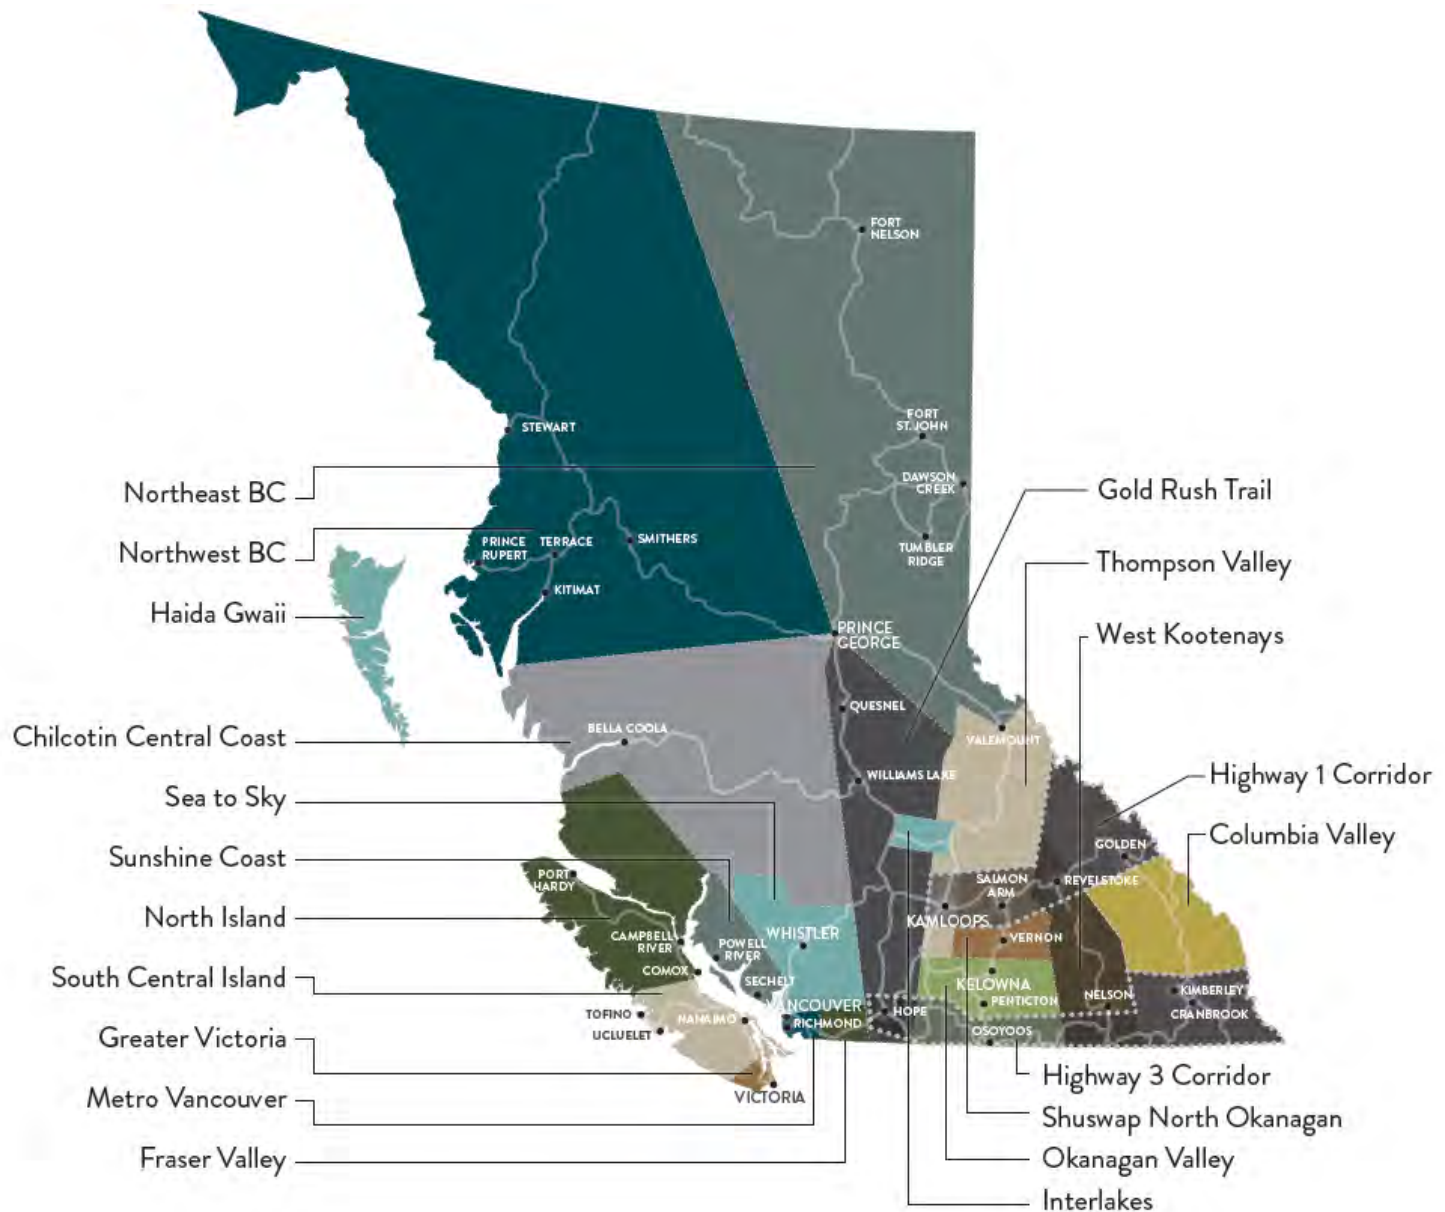 FORT
NELSON
STEWART
FORT
ST. JOHN
DAWSON
CREEK
TUMBLER
RIDGE
Northeast BC
Northwest BC
Haida Gwaii
PRINCE
RUPERT
TERRACE
SMITHERS
KITIMAT
PRINCE
GEORGE
Gold Rush Trail
Thompson Valley
West Kootenays
QUESNEL
BELLA COOLA
VALEMOUNT
WILLIAMS LAKE
Chilcotin Central Coast
Sea to Sky
Sunshine Coast
North Island
South Central Island
Greater Victoria
Metro Vancouver
Fraser Valley
Highway 1 Corridor
Columbia Valley
GOLDEN
REVELSTOKE
SALMON
ARM
KAMLOOPS
VERNON
PORT
HARDY
CAMPBELL
RIVER
COMOX
POWELL
RIVER
WHISTLER
SECHELT
VANCOUVER
RICHMOND
HOPE
KELOWNA
PENTICTON
NELSON
KIMBERLEY
CRANBROOK
OSOYOOS
TOFINO
UCLUELET
NANAIMO
VICTORIA
Highway 3 Corridor
Shuswap North Okanagan
Okanagan Valley
Interlakes